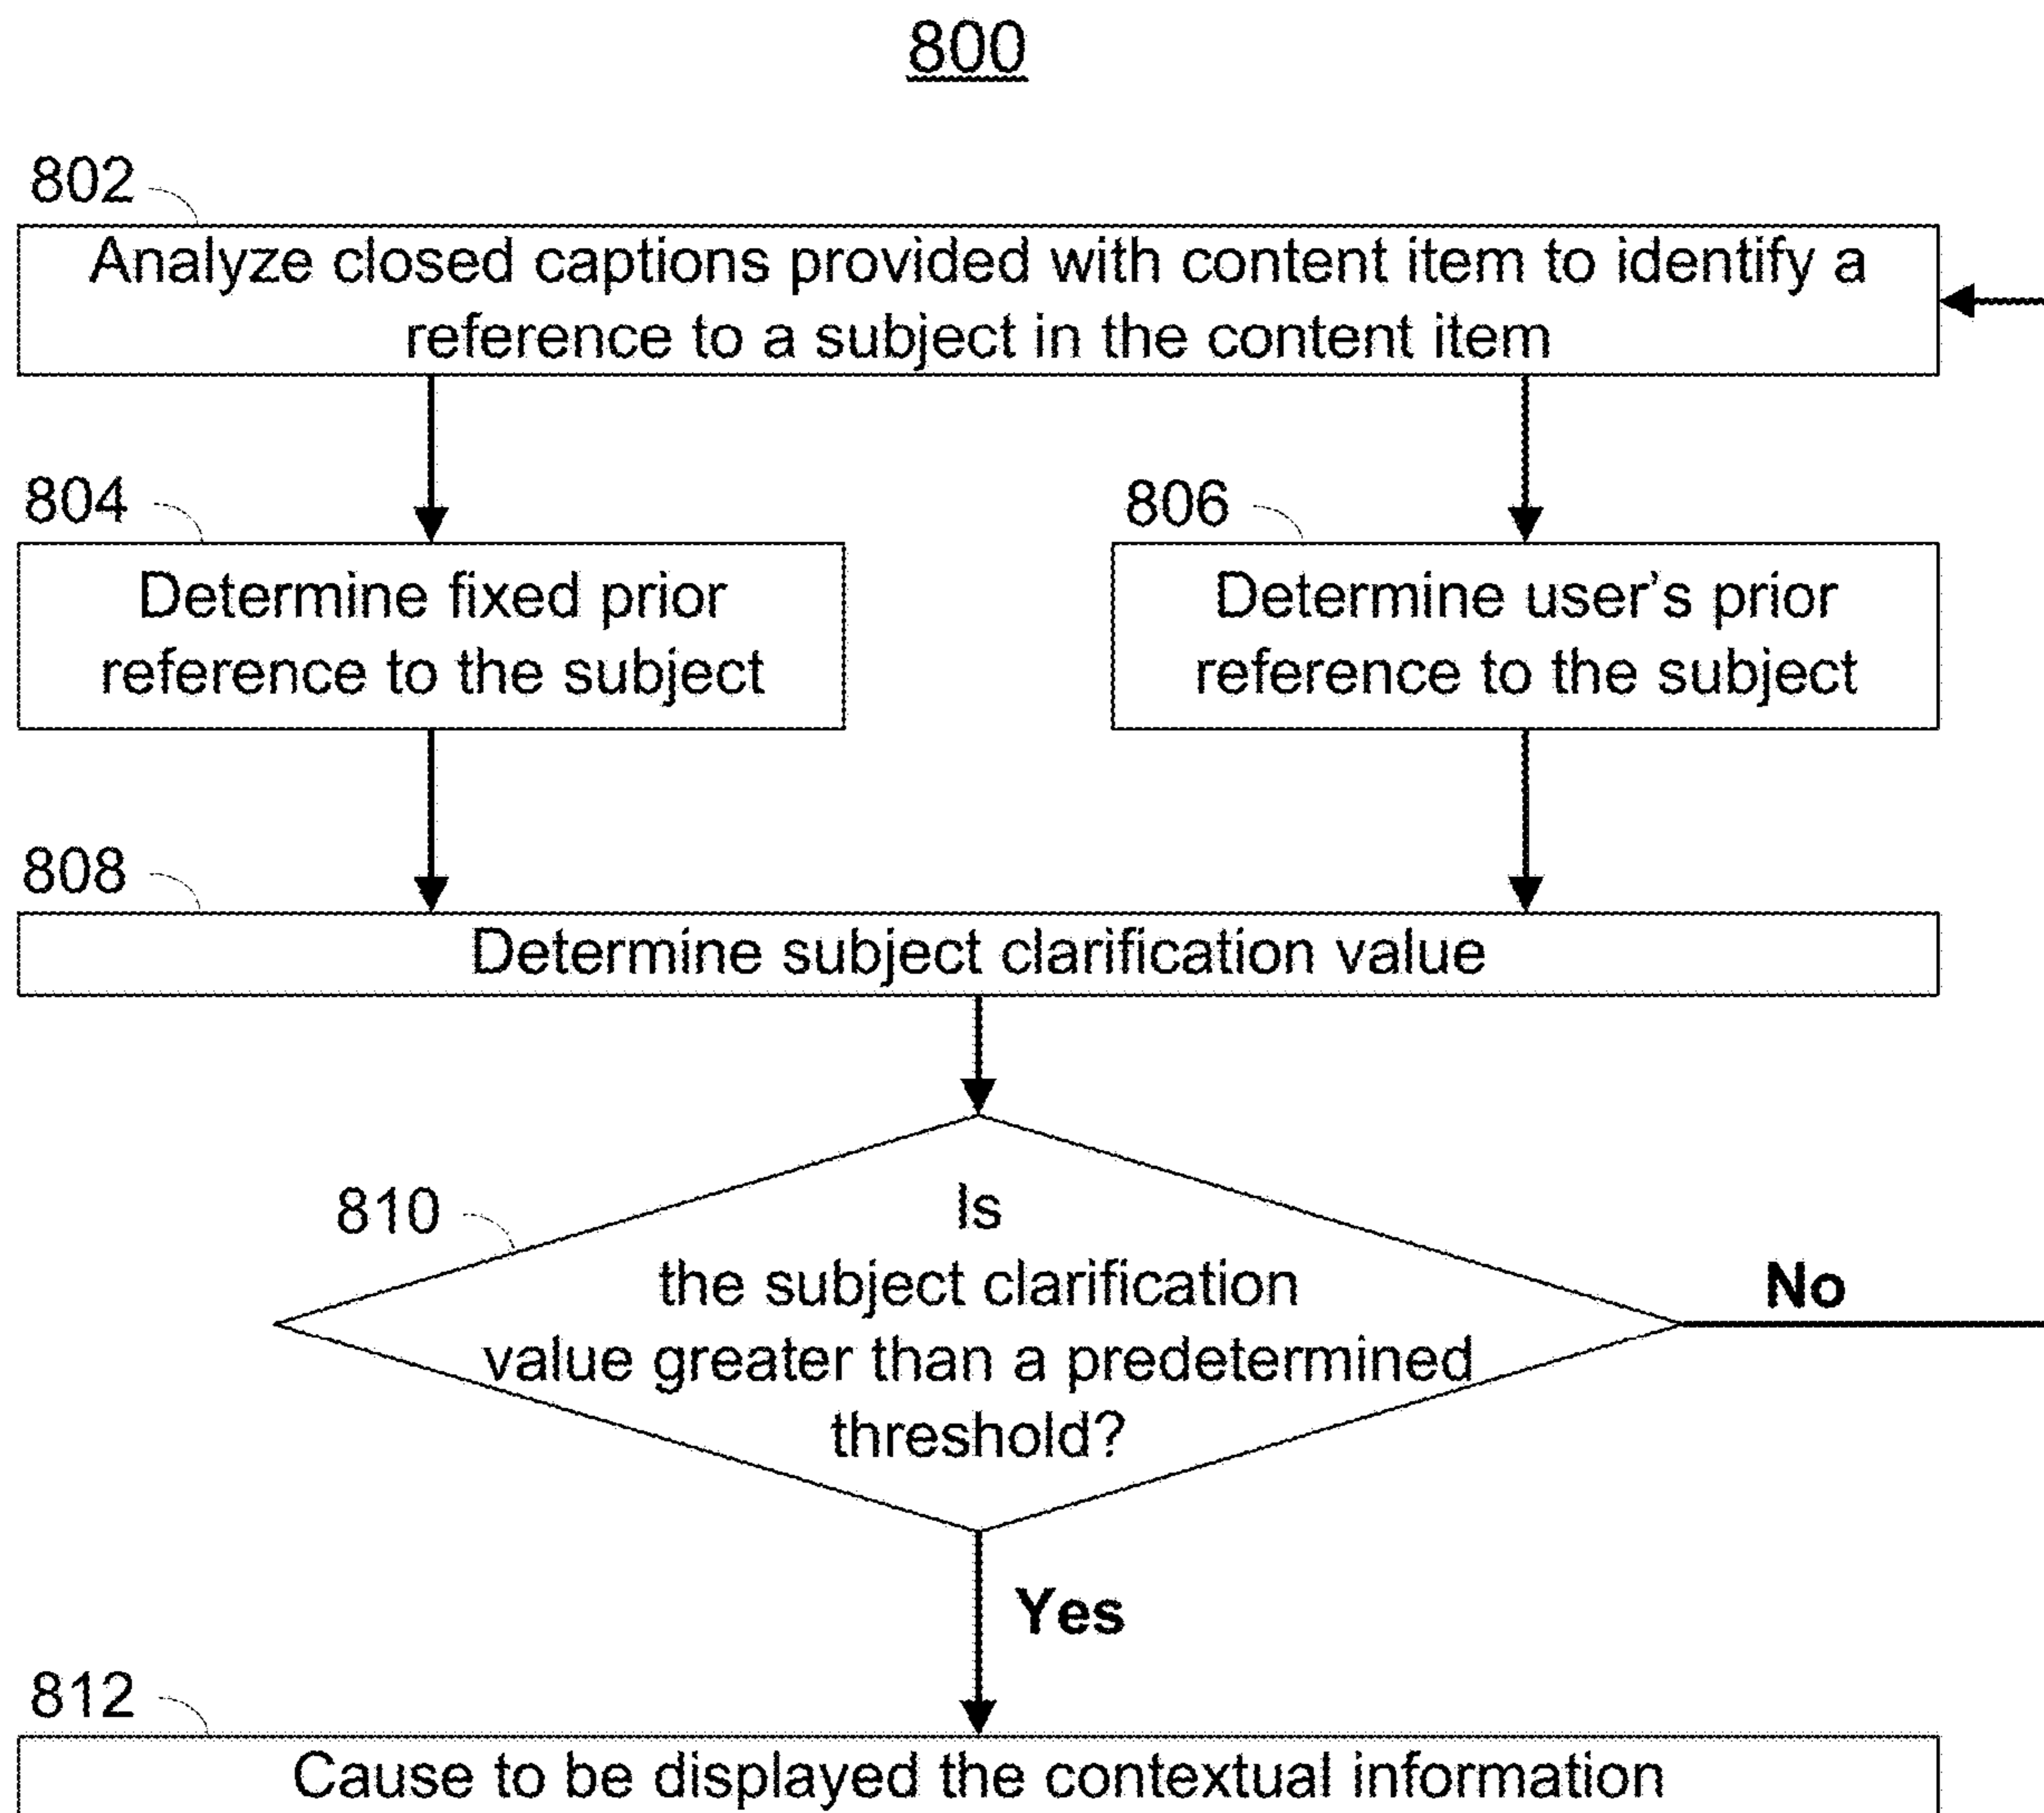 800
802
Analyze closed captions provided with content item to identify a
reference to a subject in the content item
804
Determine fixed prior
reference to the subject
806
Determine user’s prior
reference to the subject
808
Determine subject clarification value
810
Is
the subject clarification
value greater than a predetermined
threshold?
No
Yes
812
Cause to be displayed the contextual information